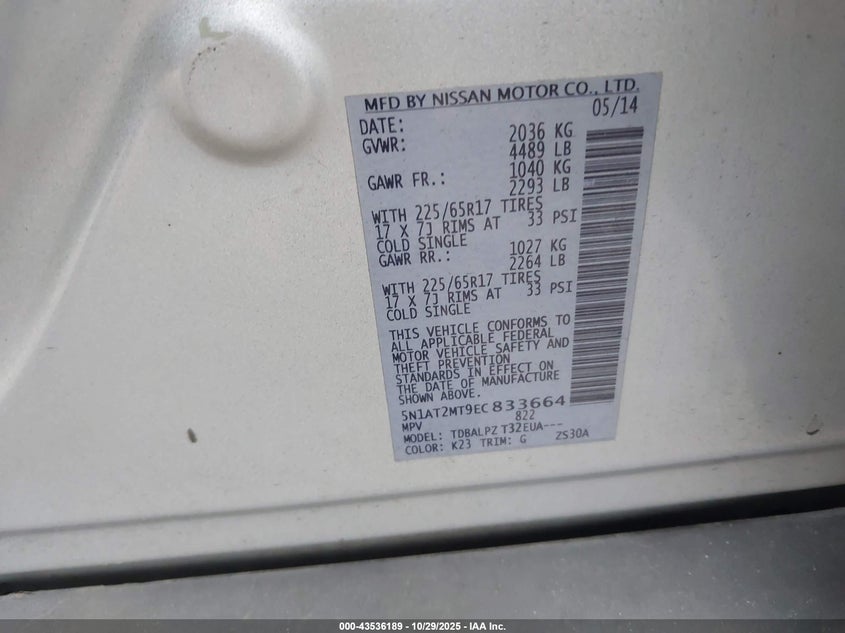 MFD BY NISSAN MOTOR CO., LTD.
DATE: 05/14
GVWR: 2036 KG
4489 LB
GAWR FR.: 1040 KG
2293 LB
WITH 225/65R17 TIRES
17 X 7J RIMS AT 33 PSI
COLD SINGLE
GAWR RR.: 1027 KG
2264 LB
WITH 225/65R17 TIRES
17 X 7J RIMS AT 33 PSI
COLD SINGLE
THIS VEHICLE CONFORMS TO
ALL APPLICABLE FEDERAL
MOTOR VEHICLE SAFETY AND
THEFT PREVENTION
STANDARDS IN EFFECT ON
THE DATE OF MANUFACTURE
SHOWN ABOVE.
5N1AT2MT9EC833664
MPV 822
MODEL: TDBALPZ T32EUA---
COLOR: K23 TRIM: G ZS30A
000-43536189 - 10/29/2025 - IAA Inc.